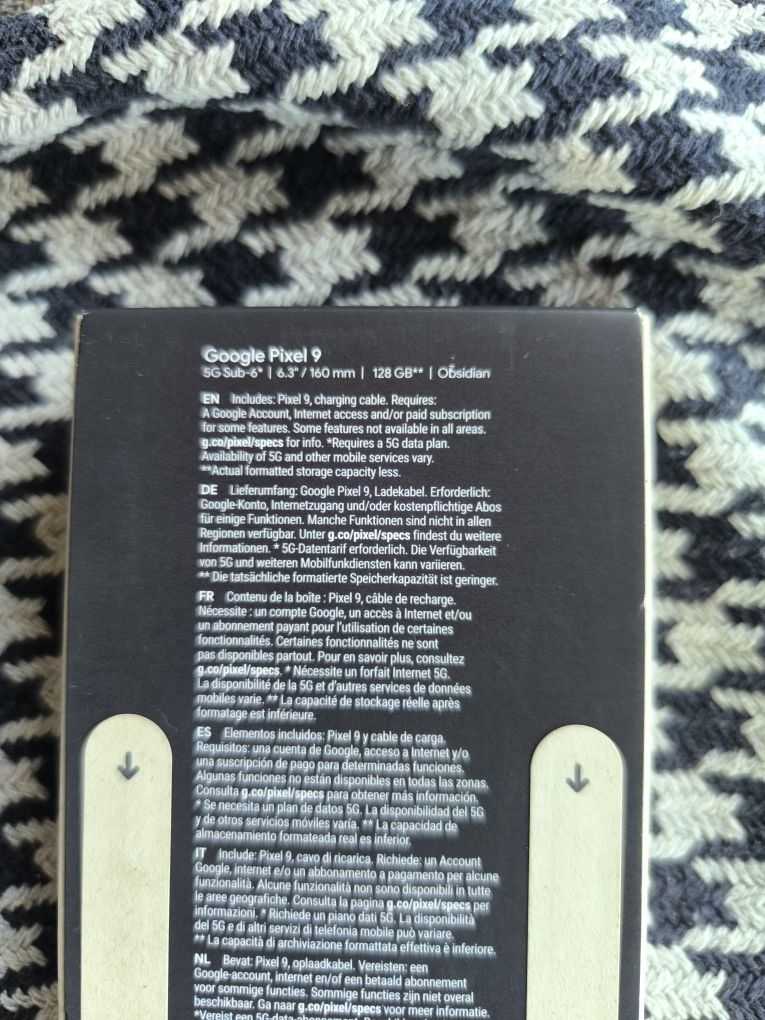 Google Pixel 9
5G Sub-6* | 6.3" / 160 mm | 128 GB** | Obsidian
EN Includes: Pixel 9, charging cable. Requires:
A Google Account, Internet access and/or paid subscription
for some features. Some features not available in all areas.
g.co/pixel/specs for info. *Requires a 5G data plan.
Availability of 5G and other mobile services vary.
**Actual formatted storage capacity less.
DE Lieferumfang: Google Pixel 9, Ladekabel. Erforderlich:
Google-Konto, Internetzugang und/oder kostenpflichtige Abos
für einige Funktionen. Manche Funktionen sind nicht in allen
Regionen verfügbar. Unter g.co/pixel/specs findest du weitere
Informationen. * 5G-Datentarif erforderlich. Die Verfügbarkeit
von 5G und weiteren Mobilfunkdiensten kann variieren.
** Die tatsächliche formatierte Speicherkapazität ist geringer.
FR Contenu de la boîte : Pixel 9, câble de recharge.
Nécessite : un compte Google, un accès à Internet et/ou
un abonnement payant pour l'utilisation de certaines
fonctionnalités. Certaines fonctionnalités ne sont
pas disponibles partout. Pour en savoir plus, consultez
g.co/pixel/specs. * Nécessite un forfait Internet 5G.
La disponibilité de la 5G et d'autres services de données
mobiles varie. ** La capacité de stockage réelle après
formatage est inférieure.
ES Elementos incluidos: Pixel 9 y cable de carga.
Requisitos: una cuenta de Google, acceso a Internet y/o
una suscripción de pago para determinadas funciones.
Algunas funciones no están disponibles en todas las zonas.
Consulta g.co/pixel/specs para obtener más información.
* Se necesita un plan de datos 5G. La disponibilidad del 5G
y de otros servicios móviles varía. ** La capacidad de
almacenamiento formateada real es inferior.
IT Include: Pixel 9, cavo di ricarica. Richiede: un Account
Google, internet e/o un abbonamento a pagamento per alcune
funzionalità. Alcune funzionalità non sono disponibili in tutte
le aree geografiche. Consulta la pagina g.co/pixel/specs per
informazioni. * Richiede un piano dati 5G. La disponibilità
del 5G e di altri servizi di telefonia mobile può variare.
** La capacità di archiviazione formattata effettiva è inferiore.
NL Bevat: Pixel 9, oplaadkabel. Vereisten: een
Google-account, internet en/of een betaald abonnement
voor sommige functies. Sommige functies zijn niet overal
beschikbaar. Ga naar g.co/pixel/specs voor meer informatie.
*Vereist een 5G-data-abonnement.